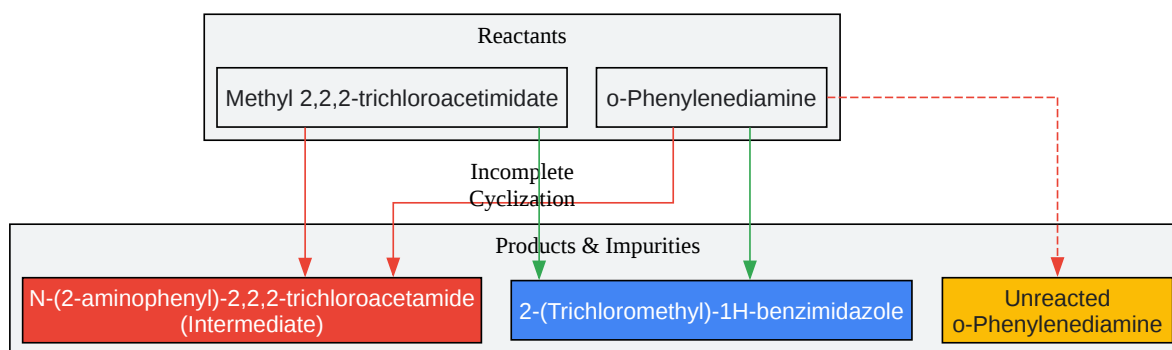 Reactants
Methyl 2,2,2-trichloroacetimidate
o-Phenylenediamine
Incomplete
Cyclization
Products & Impurities
N-(2-aminophenyl)-2,2,2-trichloroacetamide
(Intermediate)
2-(Trichloromethyl)-1H-benzimidazole
Unreacted
o-Phenylenediamine